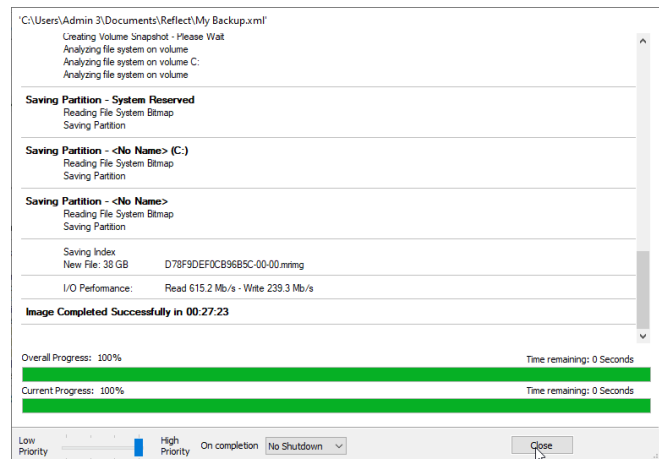 'C:\Users\Admin 3\Documents\Reflect\My Backup.xml'
Creating Volume Snapshot - Please Wait
Analyzing file system on volume
Analyzing file system on volume C:
Analyzing file system on volume
Saving Partition - System Reserved
Reading File System Bitmap
Saving Partition
Saving Partition - <No Name> (C:)
Reading File System Bitmap
Saving Partition
Saving Partition - <No Name>
Reading File System Bitmap
Saving Partition
Saving Index
New File: 38 GB D78F9DEF0CB96B5C-00-00.mrimg
I/O Performance: Read 615.2 Mb/s - Write 239.3 Mb/s
Image Completed Successfully in 00:27:23
Overall Progress: 100% Time remaining: 0 Seconds
Current Progress: 100% Time remaining: 0 Seconds
Low Priority High Priority On completion No Shutdown Close